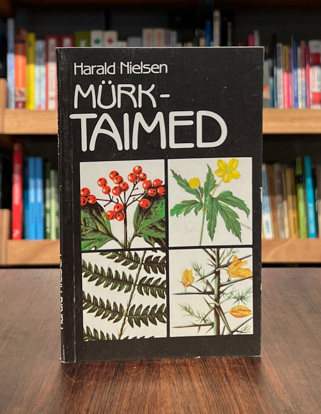 Harald Nielsen
MÜRK-
TAIMED